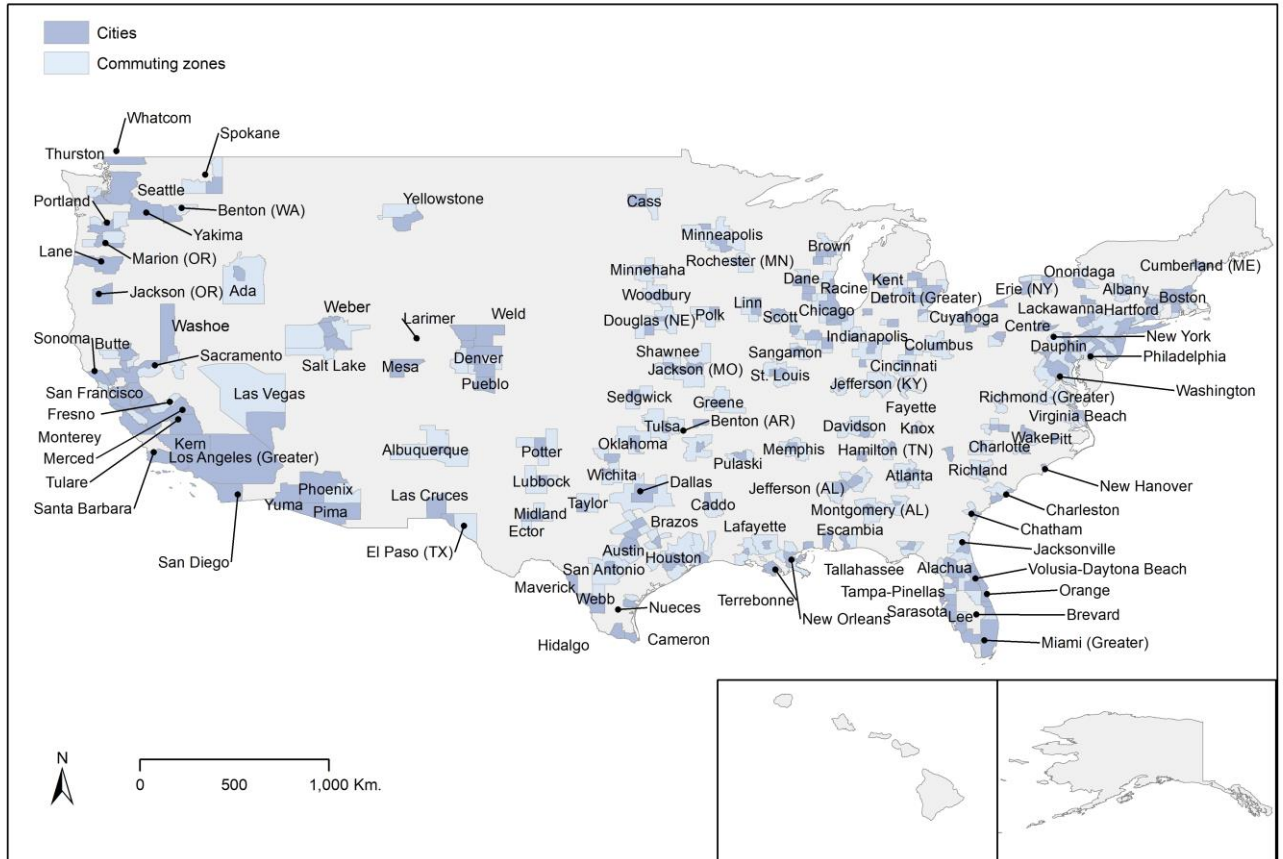 Cities
Commuting zones
Whatcom
Spokane
Thurston
Seattle
Portland
Benton (WA)
Yakima
Yellowstone
Cass
Lane
Marion (OR)
Minneapolis
Brown
Rochester (MN)
Onondaga
Cumberland (ME)
Jackson (OR)
Ada
Minnehaha
Dane
Racine
Kent
Detroit (Greater)
Erie (NY)
Albany
Woodbury
Lackawanna
Hartford
Boston
Weber
Larimer
Weld
Douglas (NE)
Polk
Linn
Scott
Chicago
Cuyahoga
Centre
New York
Sonoma
Butte
Washoe
Sacramento
Salt Lake
Mesa
Denver
Pueblo
Shawnee
Jackson (MO)
Sangamon
St. Louis
Indianapolis
Columbus
Cincinnati
Dauphin
Philadelphia
Washington
San Francisco
Fresno
Las Vegas
Jefferson (KY)
Richmond (Greater)
Monterey
Merced
Kern
Los Angeles (Greater)
Sedgwick
Greene
Tulsa
Benton (AR)
Davidson
Fayette
Knox
Virginia Beach
Tulare
Albuquerque
Potter
Oklahoma
Memphis
Hamilton (TN)
Charlotte
Wake
Pitt
Santa Barbara
Yuma
Phoenix
Pima
Las Cruces
Lubbock
Wichita
Dallas
Pulaski
Jefferson (AL)
Atlanta
Richland
New Hanover
San Diego
El Paso (TX)
Midland
Ector
Taylor
Brazos
Caddo
Lafayette
Montgomery (AL)
Escambia
Charleston
Chatham
Austin
Houston
San Antonio
Jacksonville
Maverick
Webb
Nueces
Terrebonne
New Orleans
Tallahassee
Alachua
Volusia-Daytona Beach
Tampa-Pinellas
Orange
Sarasota
Lee
Brevard
Hidalgo
Cameron
Miami (Greater)
N
0 500 1,000 Km.